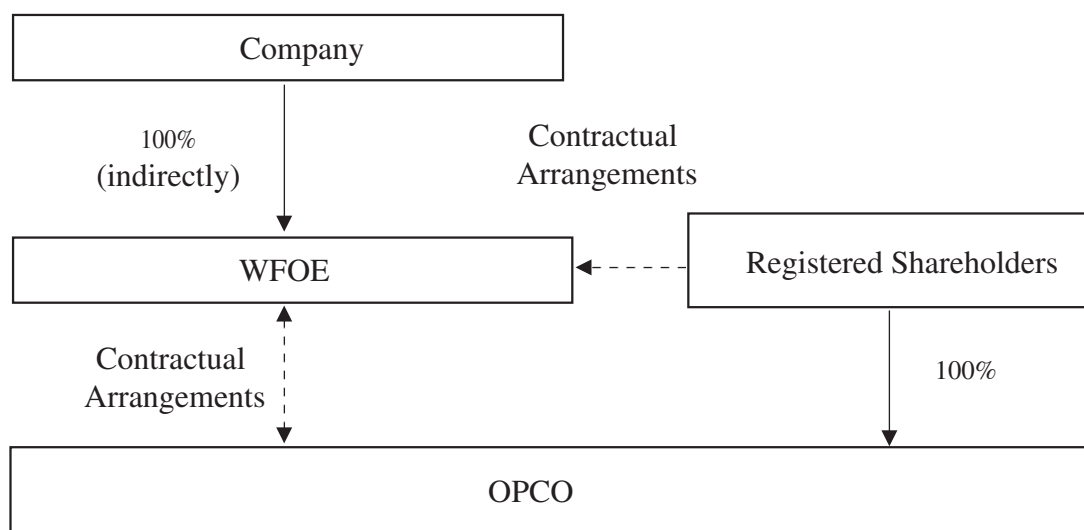 Company
100%
(indirectly)
Contractual
Arrangements
WFOE
Registered Shareholders
Contractual
Arrangements
100%
OPCO